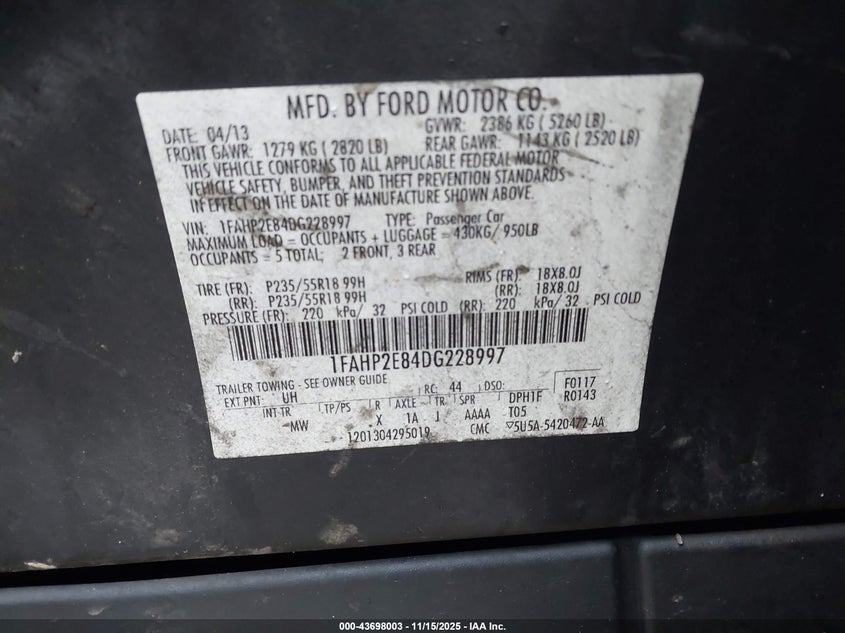 MFD. BY FORD MOTOR CO.
DATE: 04/13 GVWR: 2386 KG ( 5260 LB)
FRONT GAWR: 1279 KG ( 2820 LB) REAR GAWR: 1143 KG ( 2520 LB)
THIS VEHICLE CONFORMS TO ALL APPLICABLE FEDERAL MOTOR
VEHICLE SAFETY, BUMPER, AND THEFT PREVENTION STANDARDS
IN EFFECT ON THE DATE OF MANUFACTURE SHOWN ABOVE.
VIN: 1FAHP2E84DG228997 TYPE: Passenger Car
MAXIMUM LOAD = OCCUPANTS + LUGGAGE = 430KG/ 950LB
OCCUPANTS = 5 TOTAL; 2 FRONT, 3 REAR
TIRE (FR): P235/55R18 99H RIMS (FR) 18X8.0J
(RR): P235/55R18 99H (RR): 18X8.0J
PRESSURE (FR): 220 kPa/ 32 PSI COLD (RR): 220 kPa/ 32 PSI COLD
1FAHP2E84DG228997
TRAILER TOWING - SEE OWNER GUIDE
EXT PNT: UH RC: 44 DSO: F0117
INT TR TP/PS R AXLE TR SPR DPH1F R0143
MW X 1A J AAAA T05
1201304295019 CMC ▽5U5A-5420472-AA
000-43698003 — 11/15/2025 — IAA Inc.